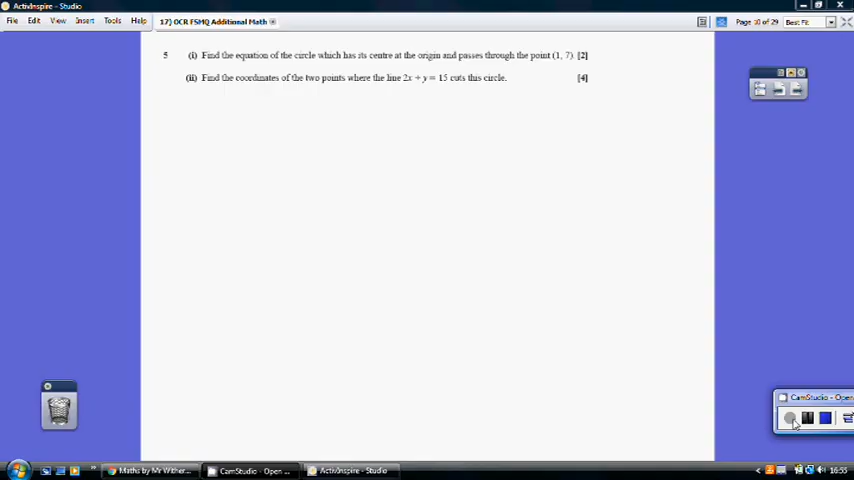 ActivInspire - Studio
File Edit View Insert Tools Help 17) OCR FSMQ Additional Math Page 10 of 29 Best Fit
5 (i) Find the equation of the circle which has its centre at the origin and passes through the point (1, 7). [2]
(ii) Find the coordinates of the two points where the line 2x + y = 15 cuts this circle. [4]
CamStudio - Open
Maths by Mr Wither... CamStudio - Open ... ActivInspire - Studio 16:55